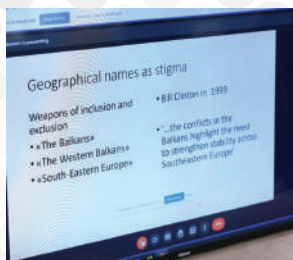 Geographical names as stigma
Weapons of inclusion and
exclusion
• «The Balkans»
• «The Western Balkans»
• «South-Eastern Europe»
• Bill Clinton in 1999
• '...the conflicts in the
Balkans highlight the need
to strengthen stability across
Southeastern Europe'